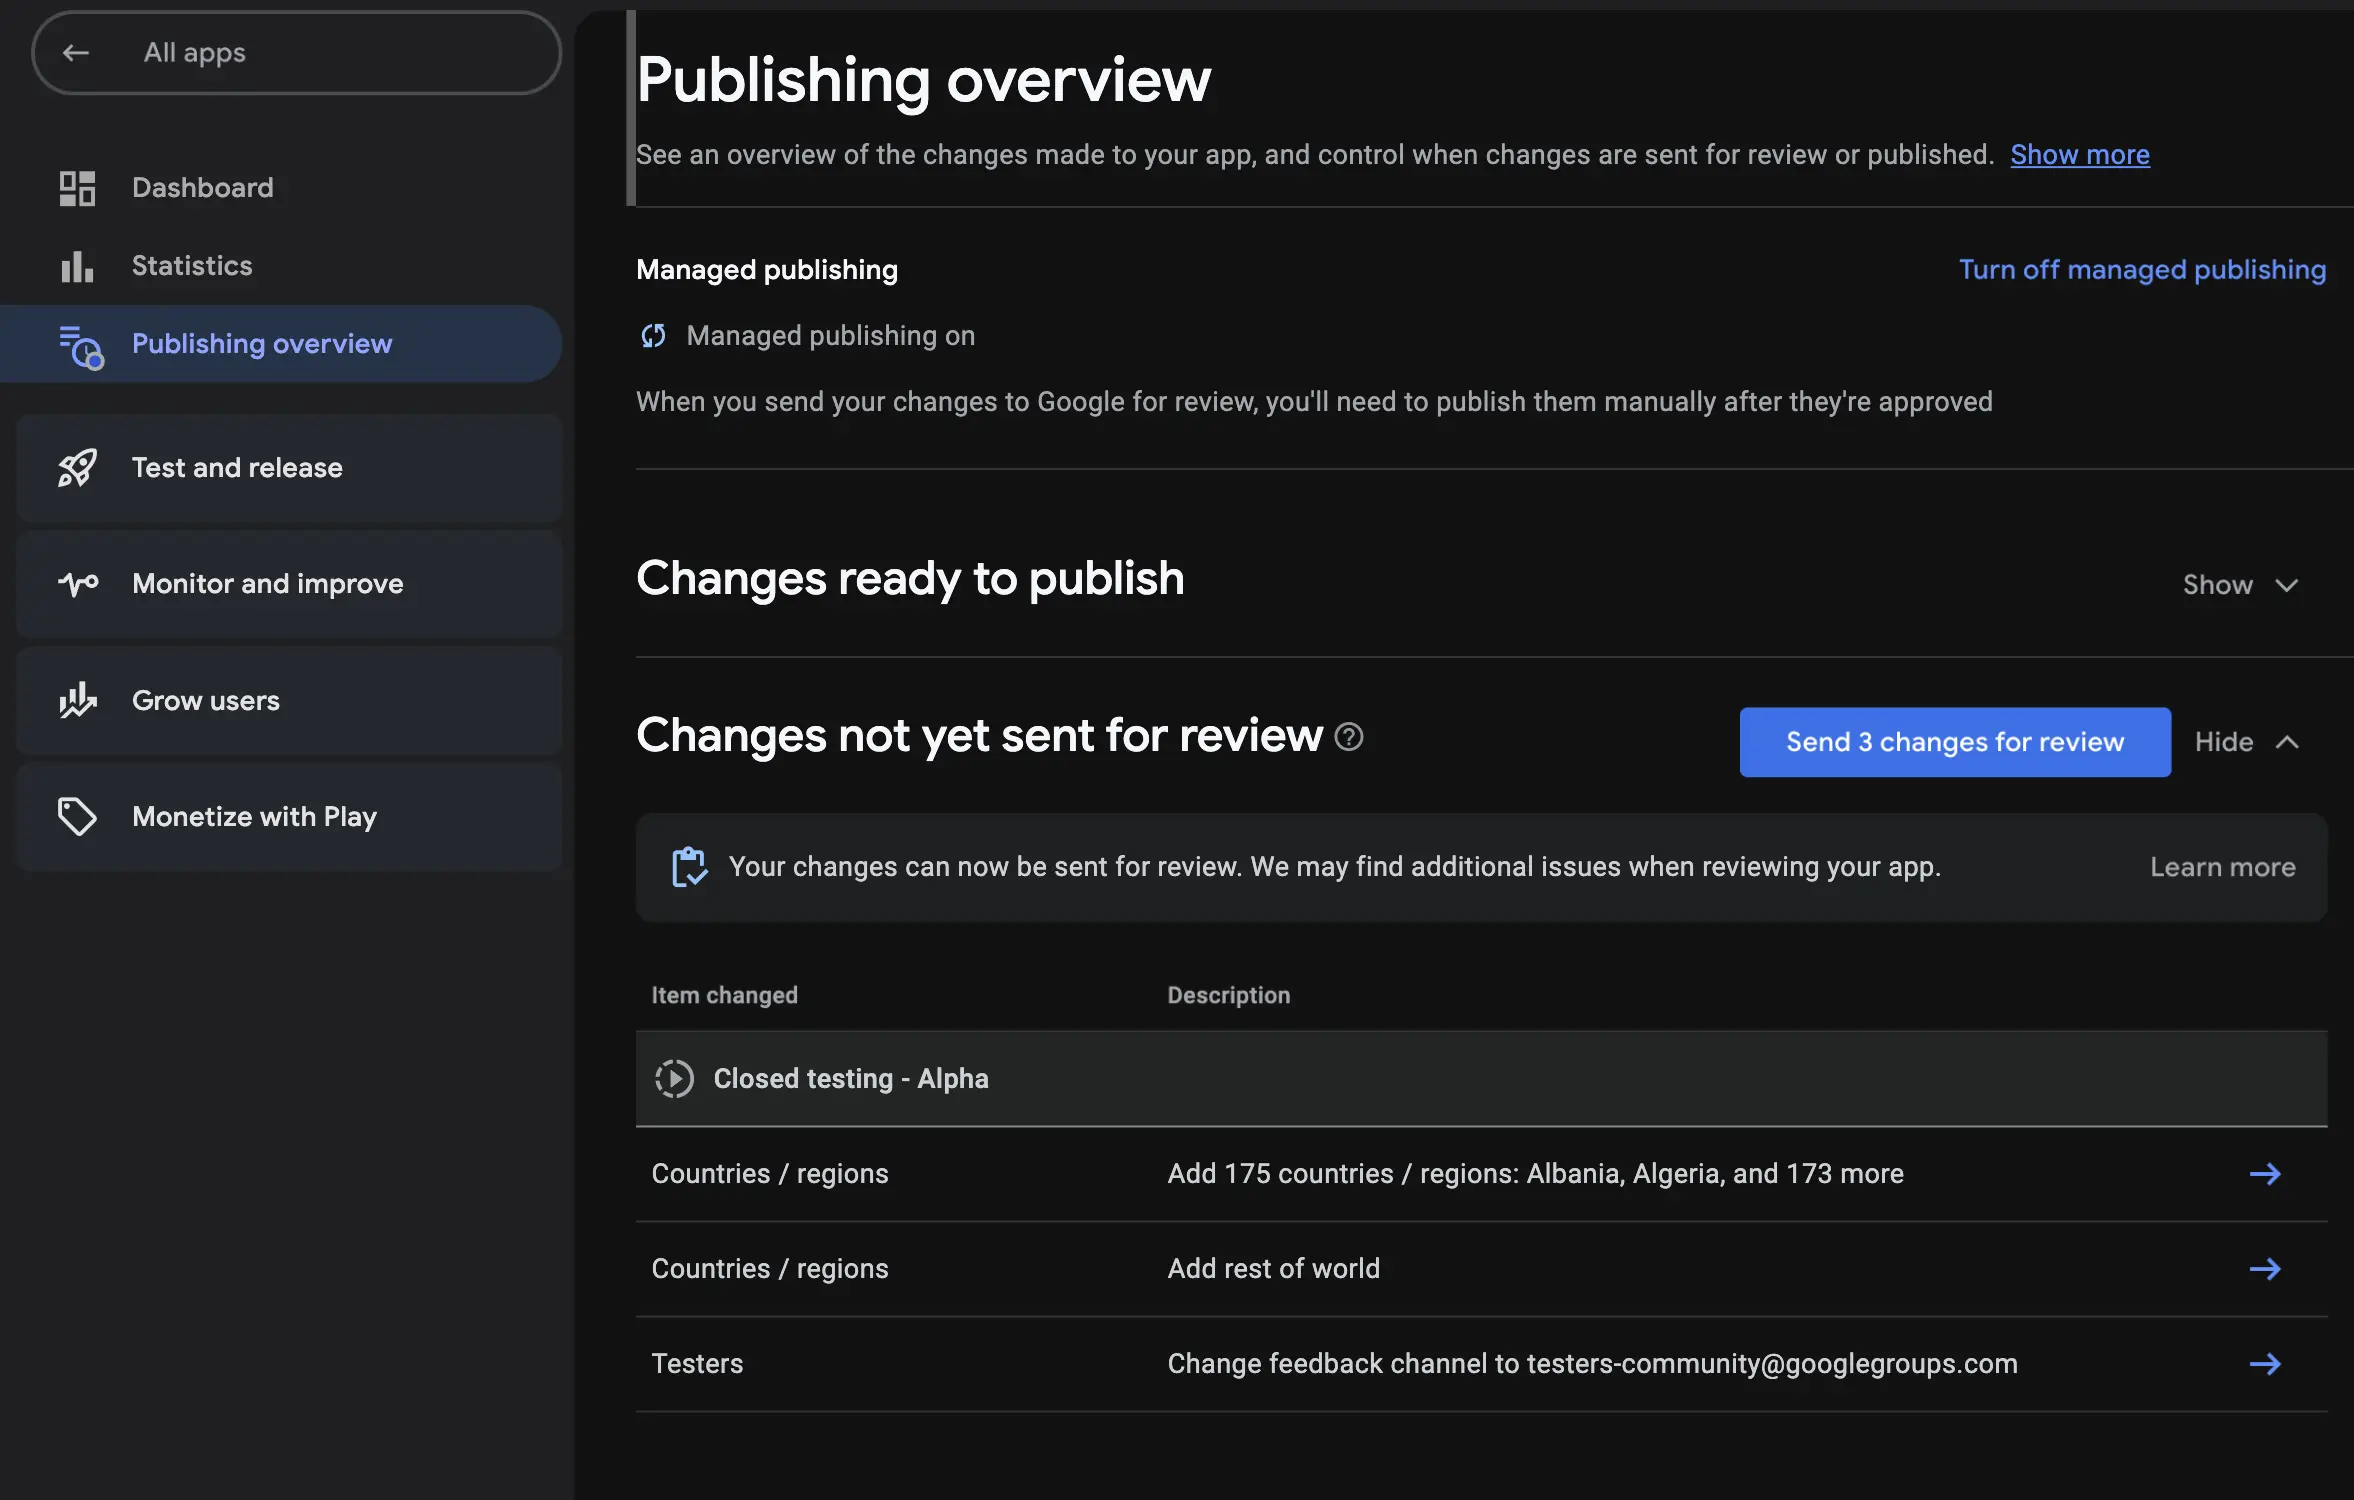 All apps
Dashboard
Statistics
Publishing overview
Test and release
Monitor and improve
Grow users
Monetize with Play
Publishing overview
See an overview of the changes made to your app, and control when changes are sent for review or published. Show more
Managed publishing
Turn off managed publishing
Managed publishing on
When you send your changes to Google for review, you'll need to publish them manually after they're approved
Changes ready to publish
Show
Changes not yet sent for review
Send 3 changes for review
Hide
Your changes can now be sent for review. We may find additional issues when reviewing your app.
Learn more
Item changed Description
Closed testing - Alpha
Countries / regions Add 175 countries / regions: Albania, Algeria, and 173 more
Countries / regions Add rest of world
Testers Change feedback channel to testers-community@googlegroups.com